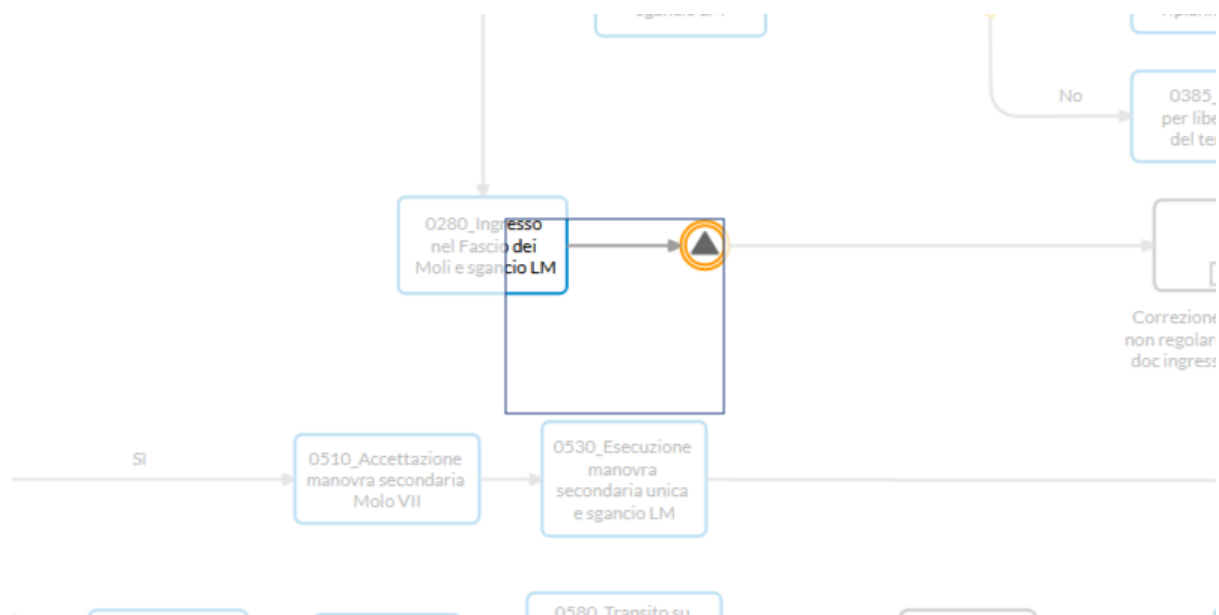 No
0385_
per libe
del te
0280_Ingresso
nel Fascio dei
Moli e sgancio LM
Correzione
non regolar
doc ingress
Sì
0510_Accettazione
manovra secondaria
Molo VII
0530_Esecuzione
manovra
secondaria unica
e sgancio LM
0580_Transito su